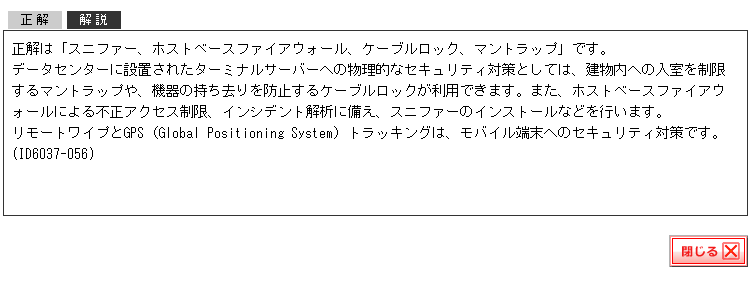 正解 解説
正解は「スニファー、ホストベースファイアウォール、ケーブルロック、マントラップ」です。
データセンターに設置されたターミナルサーバーへの物理的なセキュリティ対策としては、建物内への入室を制限
するマントラップや、機器の持ち去りを防止するケーブルロックが利用できます。また、ホストベースファイアウ
ォールによる不正アクセス制限、インシデント解析に備え、スニファーのインストールなどを行います。
リモートワイプとGPS (Global Positioning System) トラッキングは、モバイル端末へのセキュリティ対策です。
(ID6037-056)
閉じる